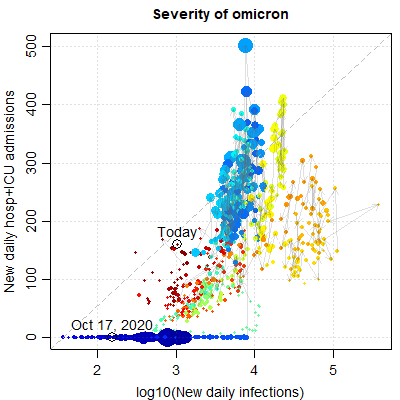 Severity of omicron
New daily hosp+ICU admissions
500
400
300
200
100
0
Today
Oct 17, 2020
2
3
4
5
log10(New daily infections)